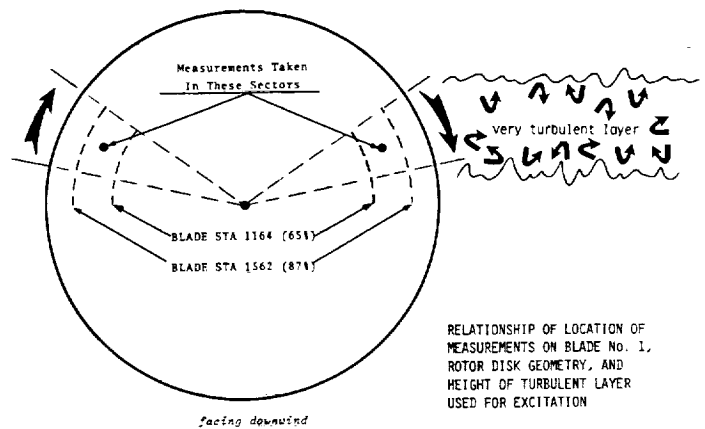 Measurements Taken
In These Sectors
very turbulent layer
BLADE STA 1164 (65%)
BLADE STA 1562 (87%)
RELATIONSHIP OF LOCATION OF
MEASUREMENTS ON BLADE No. 1,
ROTOR DISK GEOMETRY, AND
HEIGHT OF TURBULENT LAYER
USED FOR EXCITATION
facing downwind